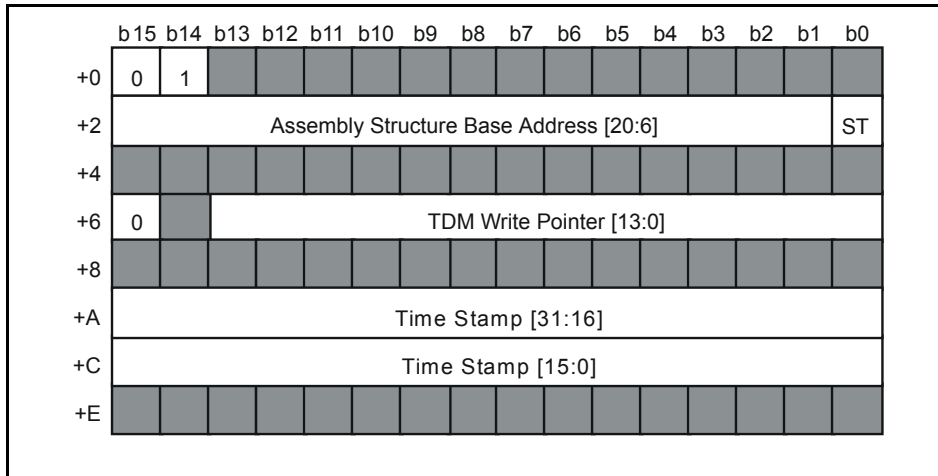 b15 b14 b13 b12 b11 b10 b9 b8 b7 b6 b5 b4 b3 b2 b1 b0
+0 0 1
+2 Assembly Structure Base Address [20:6] ST
+4
+6 0 TDM Write Pointer [13:0]
+8
+A Time Stamp [31:16]
+C Time Stamp [15:0]
+E